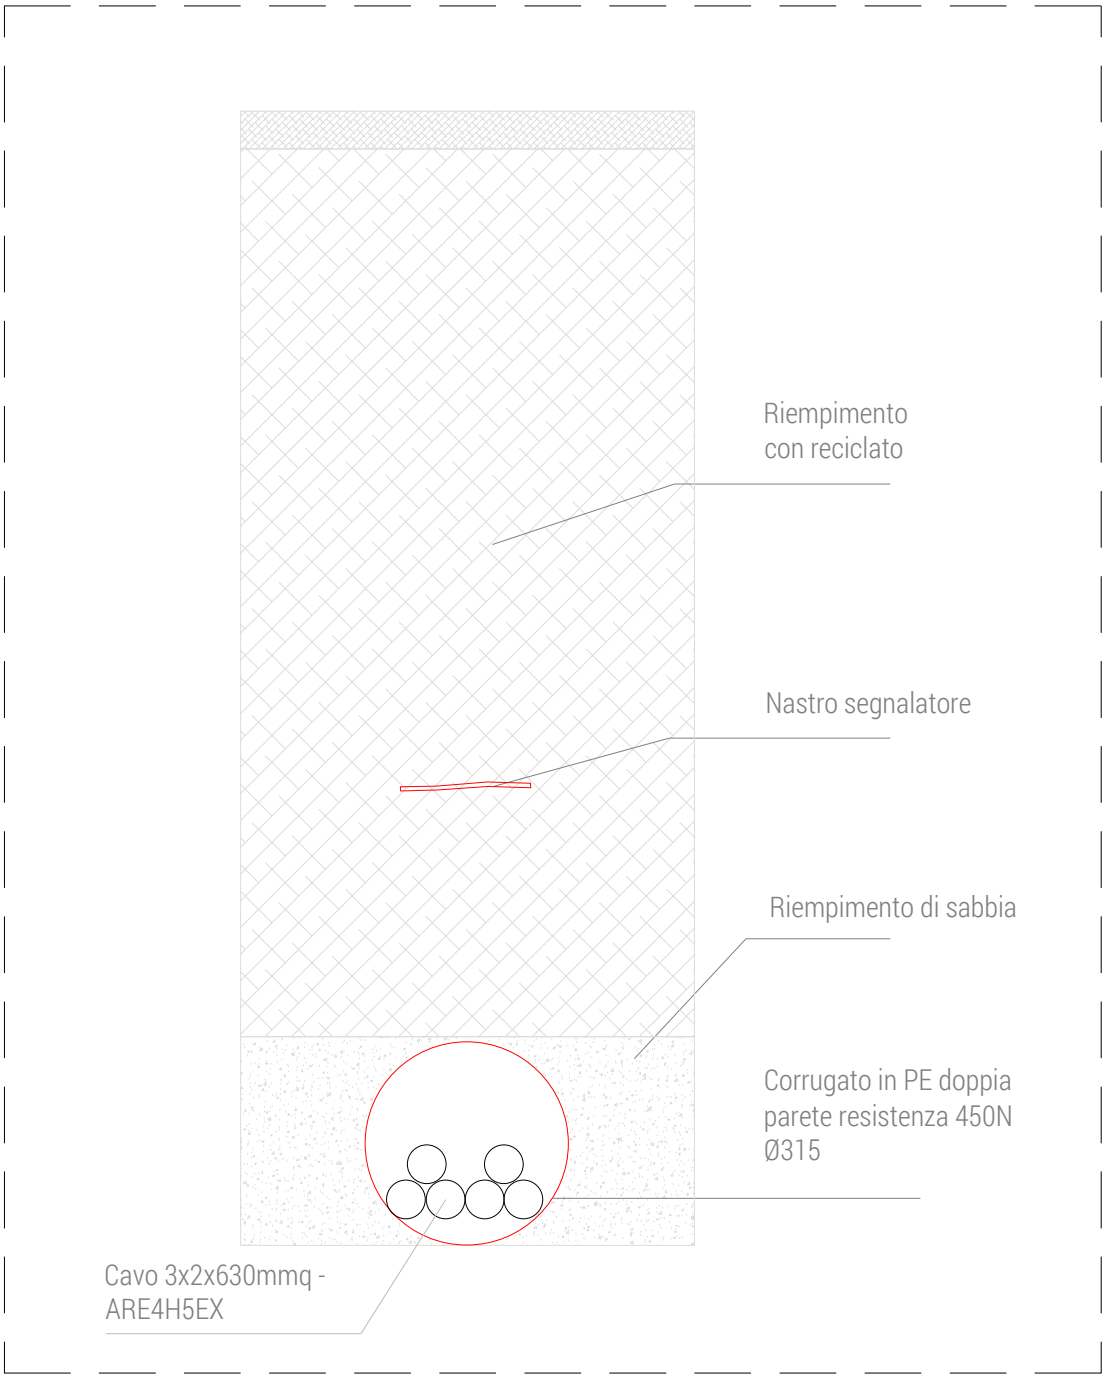 Riempimento
con reciclato
Nastro segnalatore
Riempimento di sabbia
Corrugato in PE doppia
parete resistenza 450N
Ø315
Cavo 3x2x630mmq -
ARE4H5EX